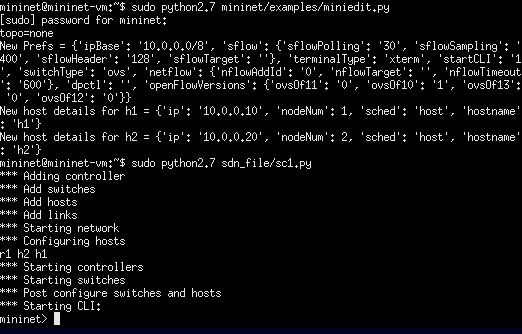 mininet@mininet-vm:~$ sudo python2.7 mininet/examples/miniedit.py
[sudo] password for mininet:
topo=none
New Prefs = {'ipBase': '10.0.0.0/8', 'sflow': {'sflowPolling': '30', 'sflowSampling': '
400', 'sflowHeader': '128', 'sflowTarget': ''}, 'terminalType': 'xterm', 'startCLI': '1
', 'switchType': 'ovs', 'netflow': {'nflowAddId': '0', 'nflowTarget': '', 'nflowTimeout
': '600'}, 'dpctl': '', 'openFlowVersions': {'ovsOf11': '0', 'ovsOf10': '1', 'ovsOf13':
 '0', 'ovsOf12': '0'}}
New host details for h1 = {'ip': '10.0.0.10', 'nodeNum': 1, 'sched': 'host', 'hostname'
: 'h1'}
New host details for h2 = {'ip': '10.0.0.20', 'nodeNum': 2, 'sched': 'host', 'hostname'
: 'h2'}
mininet@mininet-vm:~$ sudo python2.7 sdn_file/sc1.py
*** Adding controller
*** Add switches
*** Add hosts
*** Add links
*** Starting network
*** Configuring hosts
r1 h2 h1
*** Starting controllers
*** Starting switches
*** Post configure switches and hosts
*** Starting CLI:
mininet>